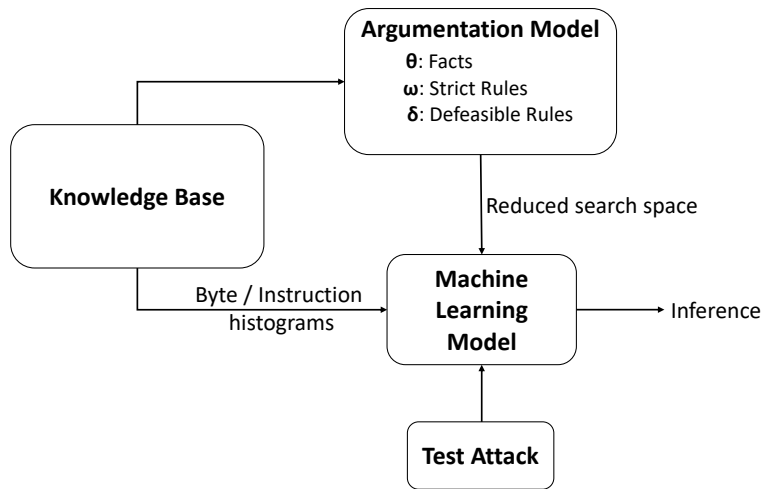 Argumentation Model
θ: Facts
ω: Strict Rules
δ: Defeasible Rules
Knowledge Base
Reduced search space
Byte / Instruction
histograms
Machine
Learning
Model
Inference
Test Attack